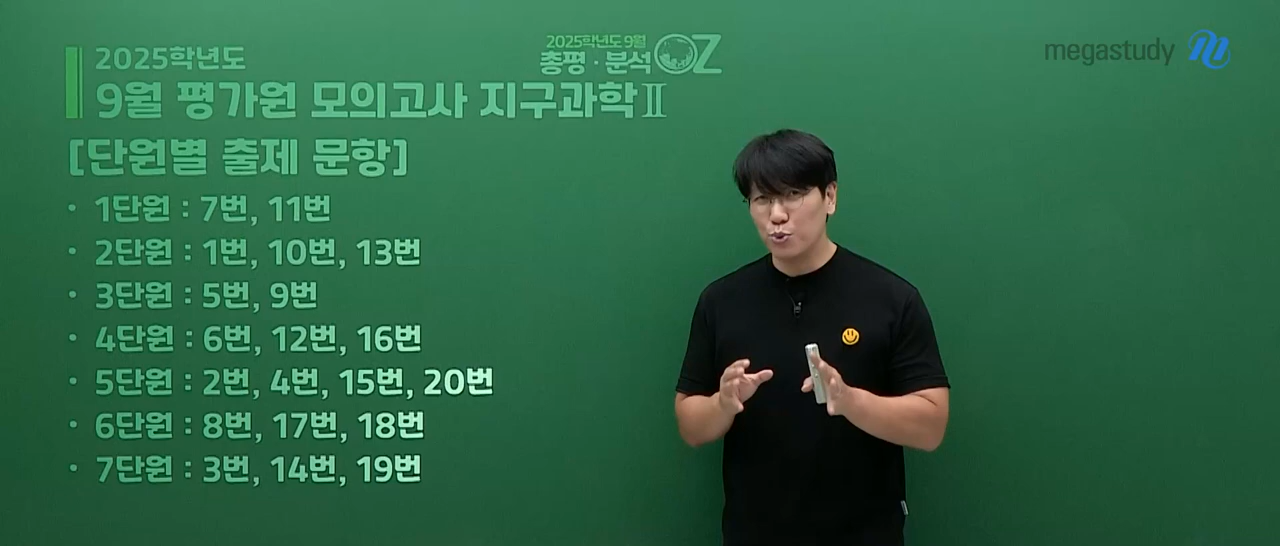 2025학년도
9월 평가원 모의고사 지구과학Ⅱ
2025학년도 9월
총평·분석 OZ
megastudy
[단원별 출제 문항]
• 1단원 : 7번, 11번
• 2단원 : 1번, 10번, 13번
• 3단원 : 5번, 9번
• 4단원 : 6번, 12번, 16번
• 5단원 : 2번, 4번, 15번, 20번
• 6단원 : 8번, 17번, 18번
• 7단원 : 3번, 14번, 19번